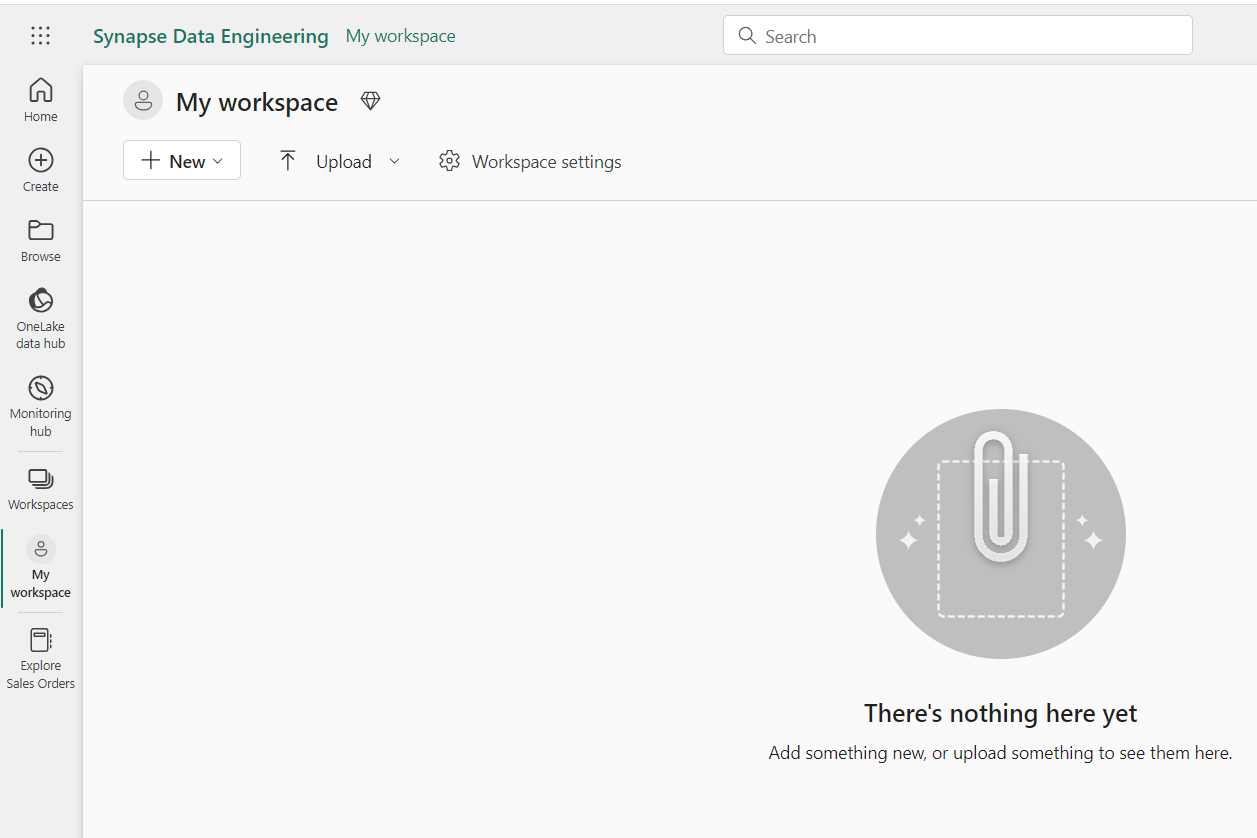 Synapse Data Engineering My workspace
Search
Home
Create
Browse
OneLake
data hub
Monitoring
hub
Workspaces
My
workspace
Explore
Sales Orders
My workspace
New
Upload
Workspace settings
There's nothing here yet
Add something new, or upload something to see them here.